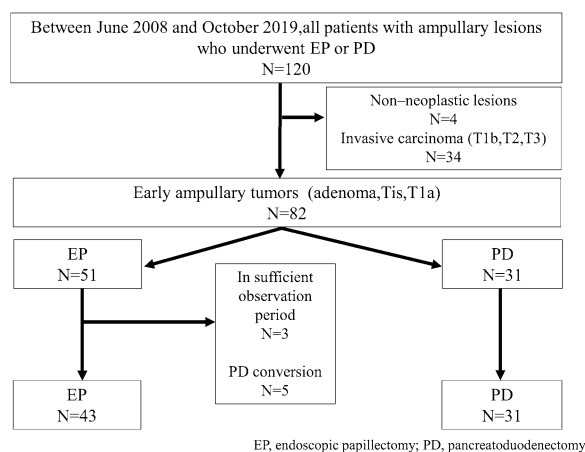 Between June 2008 and October 2019,all patients with ampullary lesions
who underwent EP or PD
N=120
Non–neoplastic lesions
N=4
Invasive carcinoma (T1b,T2,T3)
N=34
Early ampullary tumors (adenoma,Tis,T1a)
N=82
EP
N=51
PD
N=31
In sufficient
observation
period
N=3
PD conversion
N=5
EP
N=43
PD
N=31
EP, endoscopic papillectomy; PD, pancreatoduodenectomy